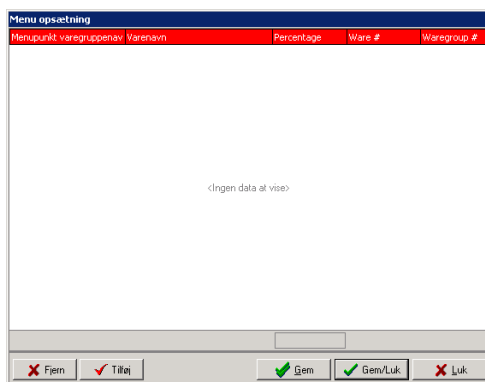 Menu opsætning
Menupunkt varegruppenav Varenavn Percentage Ware # Waregroup #
<Ingen data at vise>
Fjern Tilføj Gem Gem/Luk Luk